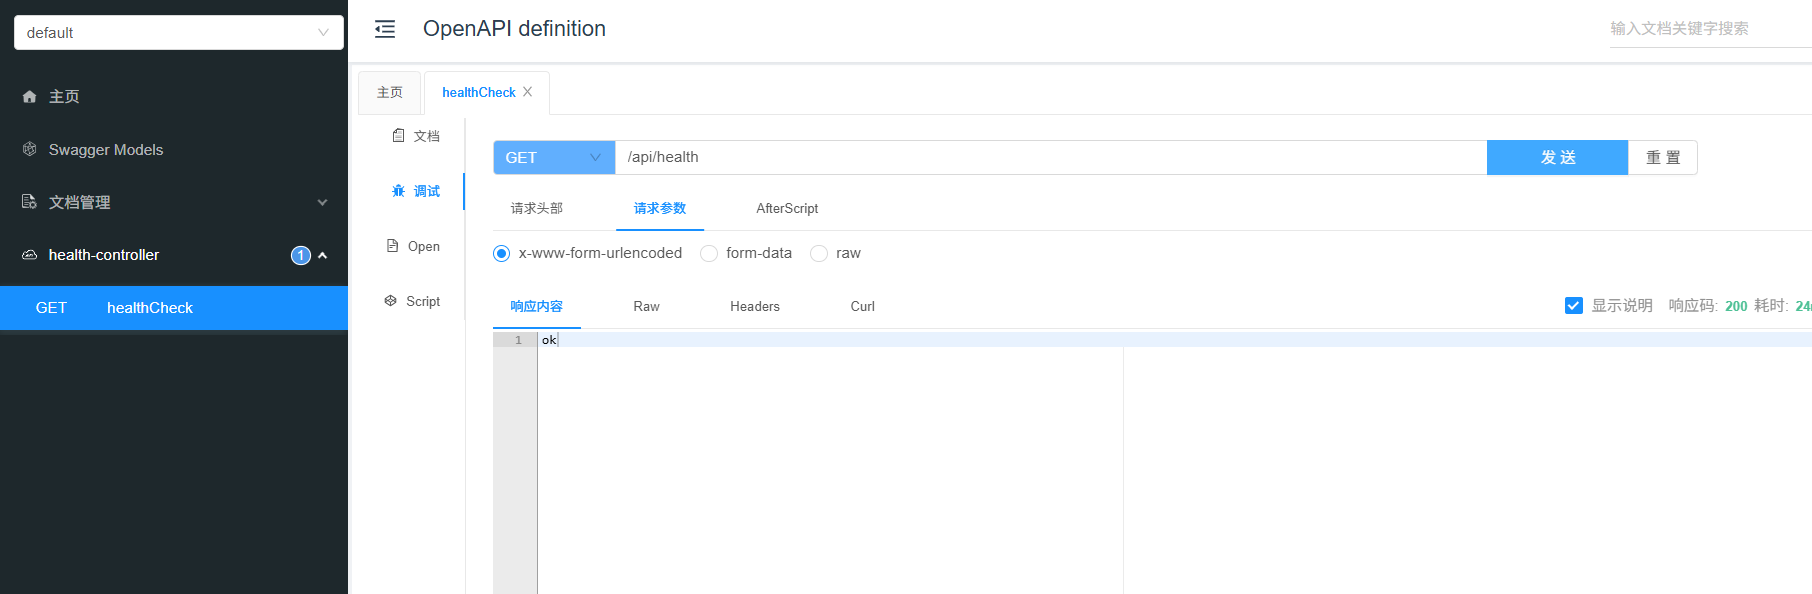 default
主页
Swagger Models
文档管理
health-controller 1
GET healthCheck
OpenAPI definition
输入文档关键字搜索
主页 healthCheck
文档
调试
Open
Script
GET /api/health 发 送 重 置
请求头部 请求参数 AfterScript
x-www-form-urlencoded form-data raw
响应内容 Raw Headers Curl
显示说明 响应码: 200 耗时:
1 ok